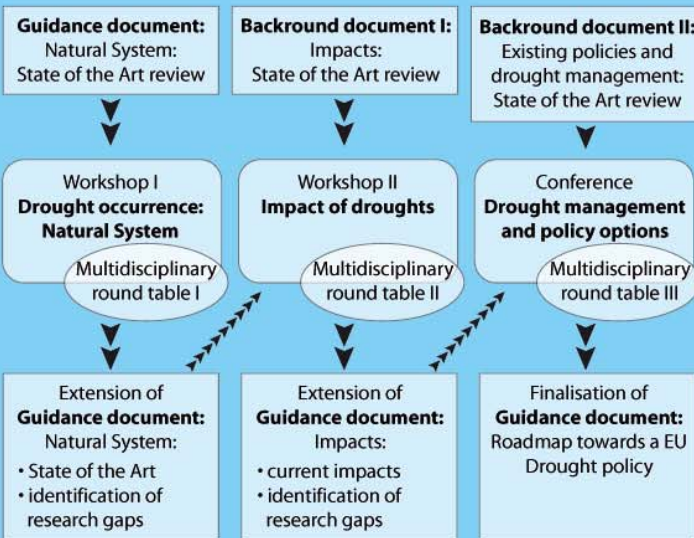 Guidance document:
Natural System:
State of the Art review
Backround document I:
Impacts:
State of the Art review
Backround document II:
Existing policies and
drought management:
State of the Art review
Workshop I
Drought occurrence:
Natural System
Multidisciplinary
round table I
Workshop II
Impact of droughts
Multidisciplinary
round table II
Conference
Drought management
and policy options
Multidisciplinary
round table III
Extension of
Guidance document:
Natural System:
• State of the Art
• identification of
research gaps
Extension of
Guidance document:
Impacts:
• current impacts
• identification of
research gaps
Finalisation of
Guidance document:
Roadmap towards a EU
Drought policy